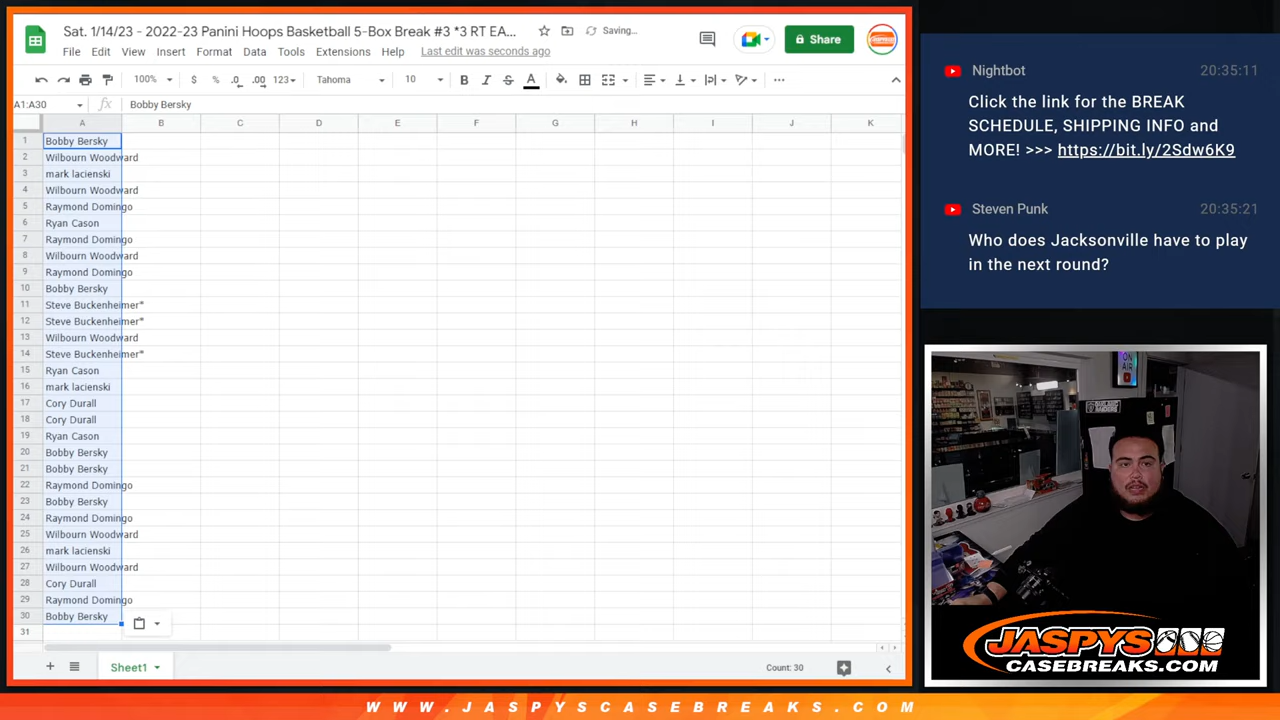 Sat. 1/14/23 - 2022-23 Panini Hoops Basketball 5-Box Break #3 *3 RT EA...
Saving...
File Edit View Insert Format Data Tools Extensions Help Last edit was seconds ago
Share
100% $ % .0 .00 123 Tahoma 10 B I S A
A1:A30 fx Bobby Bersky
A B C D E F G H I J K
1 Bobby Bersky
2 Wilbourn Woodward
3 mark lacienski
4 Wilbourn Woodward
5 Raymond Domingo
6 Ryan Cason
7 Raymond Domingo
8 Wilbourn Woodward
9 Raymond Domingo
10 Bobby Bersky
11 Steve Buckenheimer*
12 Steve Buckenheimer*
13 Wilbourn Woodward
14 Steve Buckenheimer*
15 Ryan Cason
16 mark lacienski
17 Cory Durall
18 Cory Durall
19 Ryan Cason
20 Bobby Bersky
21 Bobby Bersky
22 Raymond Domingo
23 Bobby Bersky
24 Raymond Domingo
25 Wilbourn Woodward
26 mark lacienski
27 Wilbourn Woodward
28 Cory Durall
29 Raymond Domingo
30 Bobby Bersky
31
Sheet1
Count: 30
Nightbot 20:35:11
Click the link for the BREAK
SCHEDULE, SHIPPING INFO and
MORE! >>> https://bit.ly/2Sdw6K9
Steven Punk 20:35:21
Who does Jacksonville have to play
in the next round?
ON
AIR
JASPYS
CASEBREAKS.COM
WWW.JASPYSCASEBREAKS.COM